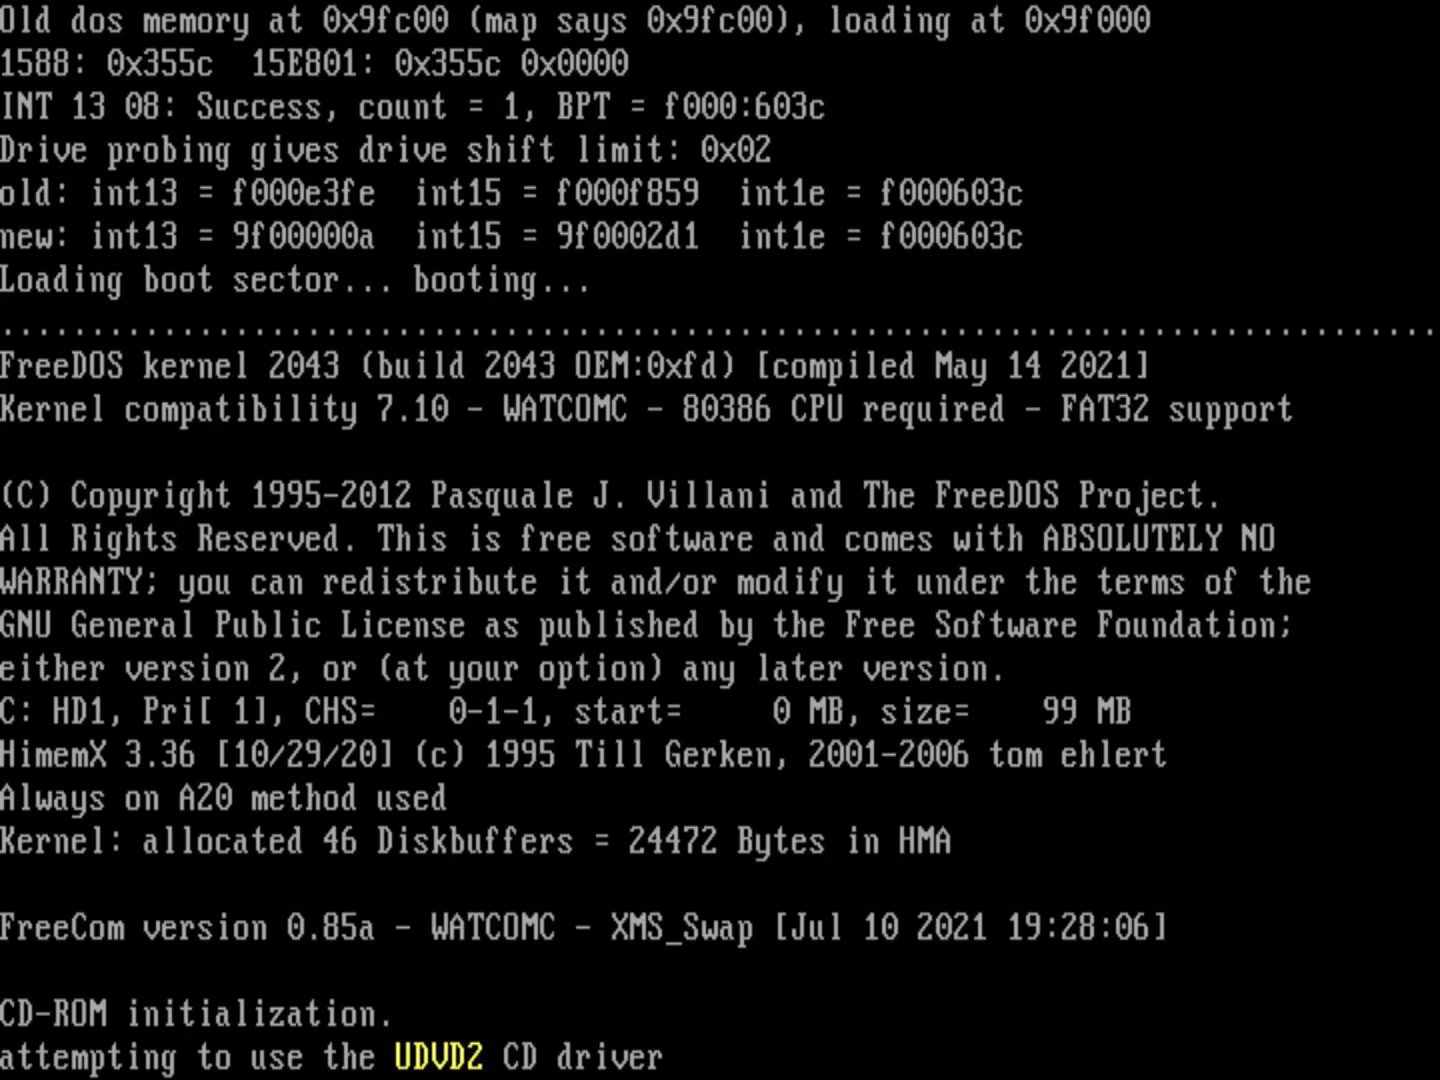 Old dos memory at 0x9fc00 (map says 0x9fc00), loading at 0x9f000
1588: 0x355c  15E801: 0x355c 0x0000
INT 13 08: Success, count = 1, BPT = f000:603c
Drive probing gives drive shift limit: 0x02
old: int13 = f000e3fe  int15 = f000f859  int1e = f000603c
new: int13 = 9f00000a  int15 = 9f0002d1  int1e = f000603c
Loading boot sector... booting...
................................................................................
FreeDOS kernel 2043 (build 2043 OEM:0xfd) [compiled May 14 2021]
Kernel compatibility 7.10 - WATCOMC - 80386 CPU required - FAT32 support

(C) Copyright 1995-2012 Pasquale J. Villani and The FreeDOS Project.
All Rights Reserved. This is free software and comes with ABSOLUTELY NO
WARRANTY; you can redistribute it and/or modify it under the terms of the
GNU General Public License as published by the Free Software Foundation;
either version 2, or (at your option) any later version.
C: HD1, Pri[ 1], CHS=    0-1-1, start=     0 MB, size=    99 MB
HimemX 3.36 [10/29/20] (c) 1995 Till Gerken, 2001-2006 tom ehlert
Always on A20 method used
Kernel: allocated 46 Diskbuffers = 24472 Bytes in HMA

FreeCom version 0.85a - WATCOMC - XMS_Swap [Jul 10 2021 19:28:06]

CD-ROM initialization.
attempting to use the UDVD2 CD driver